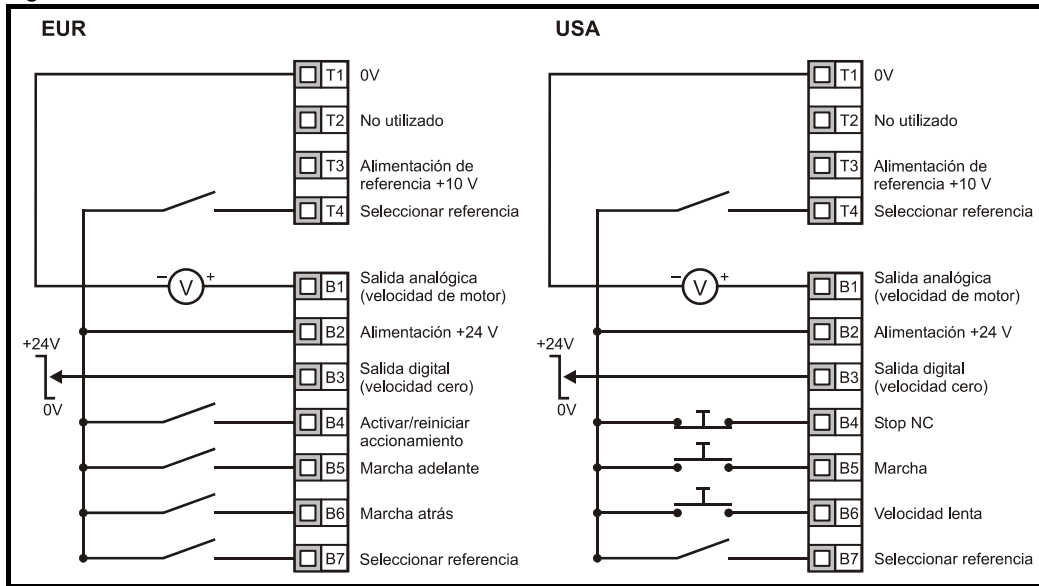 EUR
T1 0V
T2 No utilizado
T3 Alimentación de
referencia +10 V
T4 Seleccionar referencia
− V +
B1 Salida analógica
(velocidad de motor)
B2 Alimentación +24 V
+24V
0V
B3 Salida digital
(velocidad cero)
B4 Activar/reiniciar
accionamiento
B5 Marcha adelante
B6 Marcha atrás
B7 Seleccionar referencia
USA
T1 0V
T2 No utilizado
T3 Alimentación de
referencia +10 V
T4 Seleccionar referencia
− V +
B1 Salida analógica
(velocidad de motor)
B2 Alimentación +24 V
+24V
0V
B3 Salida digital
(velocidad cero)
B4 Stop NC
B5 Marcha
B6 Velocidad lenta
B7 Seleccionar referencia